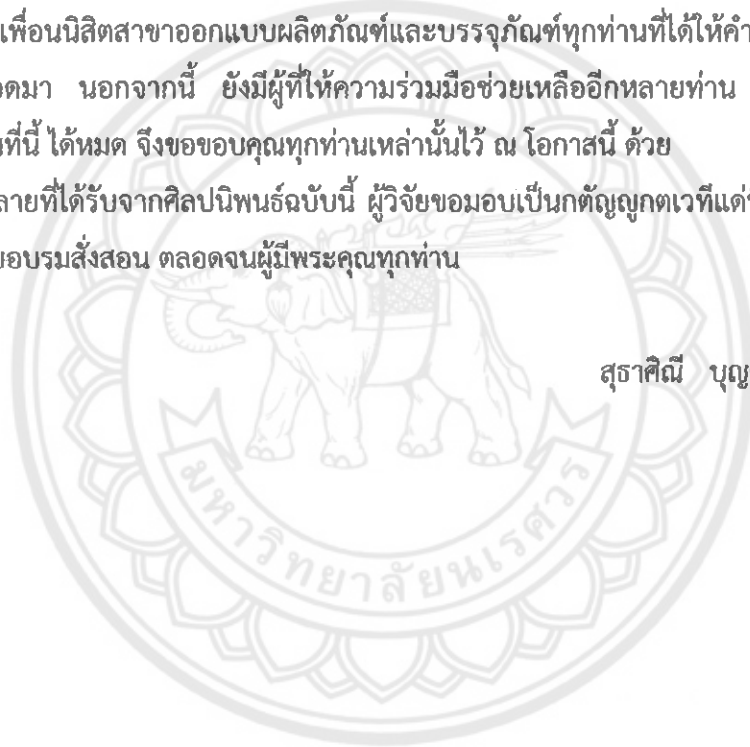 เพื่อนนิสิตสาขาออกแบบผลิตภัณฑ์และบรรจุภัณฑ์ทุกท่านที่ได้ให้คำ
ดมา นอกจากนี้ ยังมีผู้ที่ให้ความร่วมมือช่วยเหลืออีกหลายท่าน
นที่นี้ ได้หมด จึงขอขอบคุณทุกท่านเหล่านั้นไว้ ณ โอกาสนี้ ด้วย
ลายที่ได้รับจากศิลปนิพนธ์ฉบับนี้ ผู้วิจัยขอมอบเป็นกตัญญูกตเวทีแด่
อบรมสั่งสอน ตลอดจนผู้มีพระคุณทุกท่าน
สุธาศิณี บุญ
มหาวิทยาลัยนเรศวร